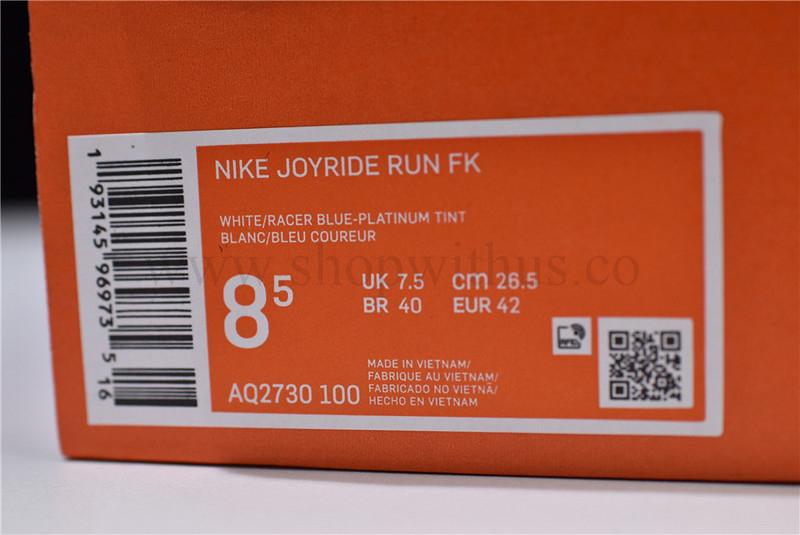 NIKE JOYRIDE RUN FK
WHITE/RACER BLUE-PLATINUM TINT
BLANC/BLEU COUREUR
8 5
UK 7.5 cm 26.5
BR 40 EUR 42
AQ2730 100
MADE IN VIETNAM/
FABRIQUE AU VIETNAM/
FABRICADO NO VIETNÃ/
HECHO EN VIETNAM
1 93145 96973 5 16
www.shopwithus.co